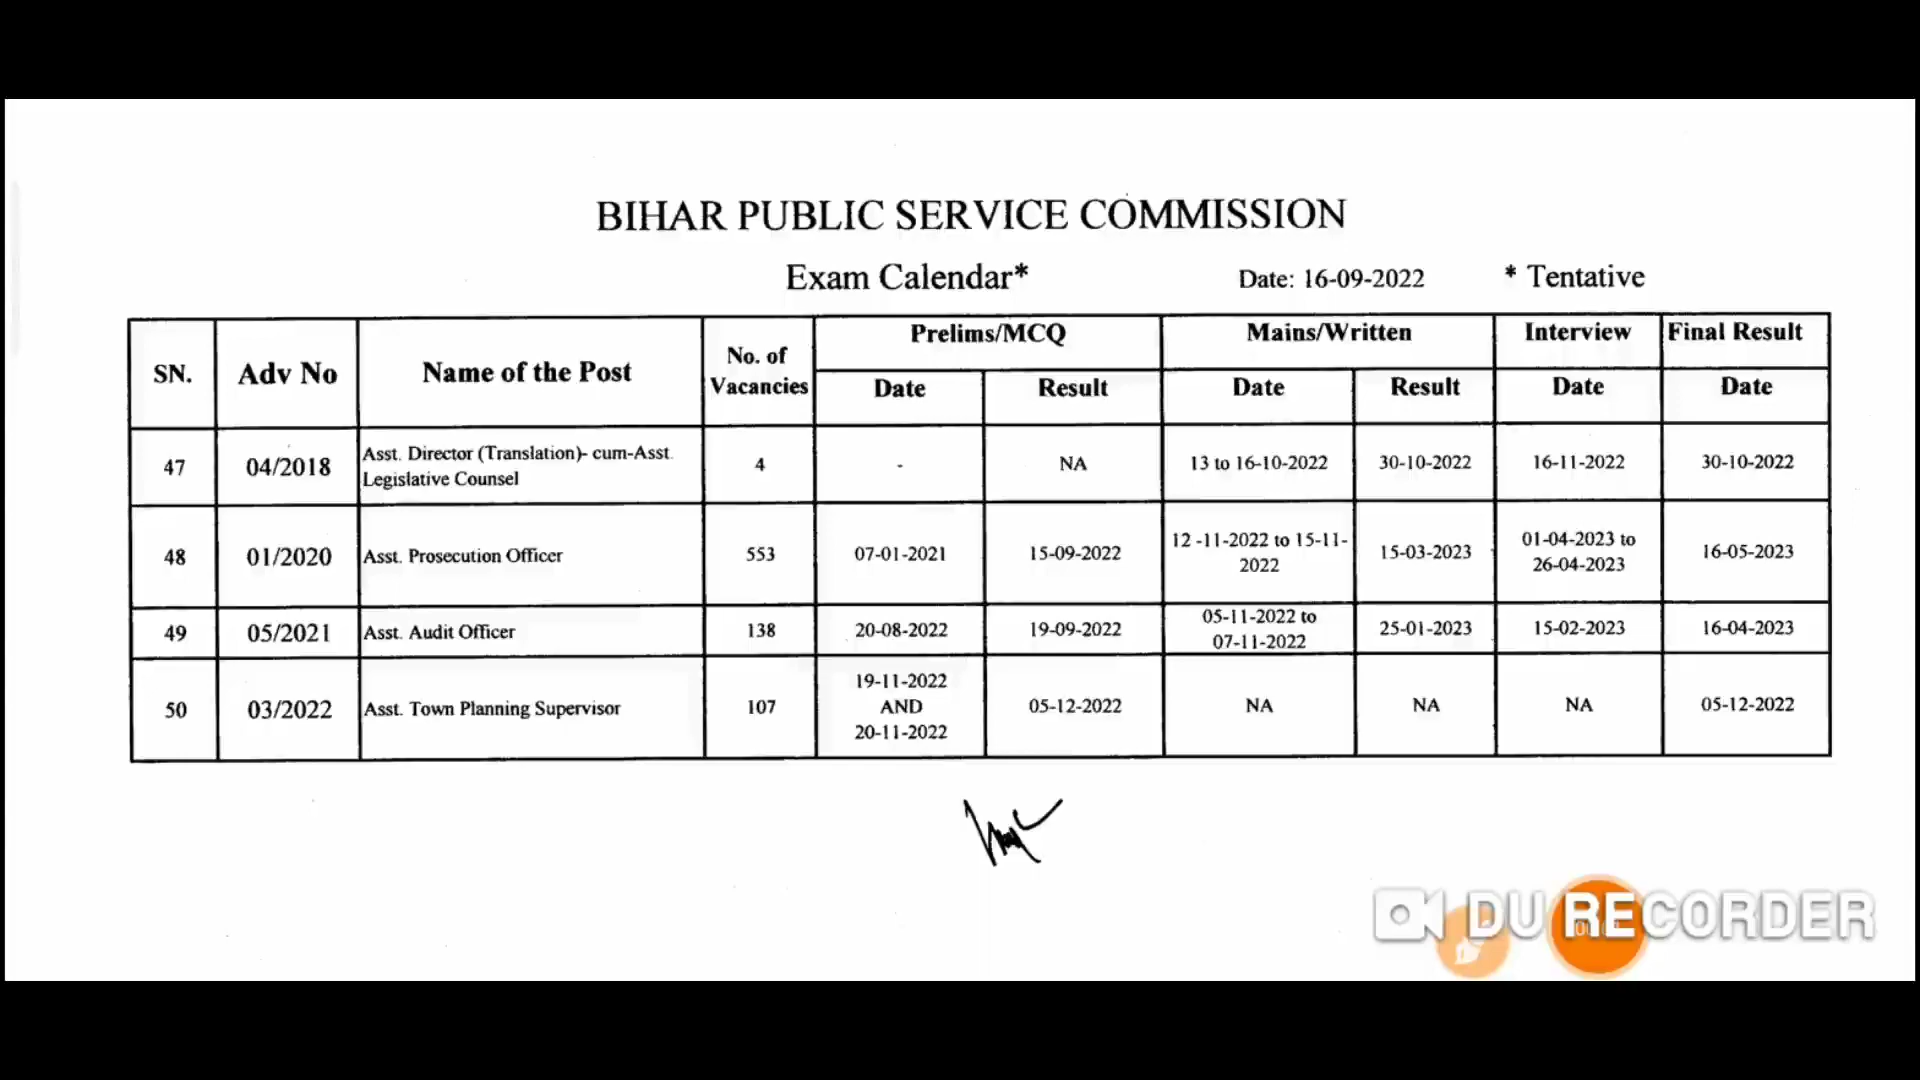 BIHAR PUBLIC SERVICE COMMISSION
Exam Calendar* Date: 16-09-2022 * Tentative
SN. Adv No Name of the Post No. of Vacancies Prelims/MCQ Mains/Written Interview Final Result
Date Result Date Result Date Date
47 04/2018 Asst. Director (Translation)- cum-Asst. Legislative Counsel 4 - NA 13 to 16-10-2022 30-10-2022 16-11-2022 30-10-2022
48 01/2020 Asst. Prosecution Officer 553 07-01-2021 15-09-2022 12 -11-2022 to 15-11-2022 15-03-2023 01-04-2023 to 26-04-2023 16-05-2023
49 05/2021 Asst. Audit Officer 138 20-08-2022 19-09-2022 05-11-2022 to 07-11-2022 25-01-2023 15-02-2023 16-04-2023
50 03/2022 Asst. Town Planning Supervisor 107 19-11-2022 AND 20-11-2022 05-12-2022 NA NA NA 05-12-2022
DU RECORDER